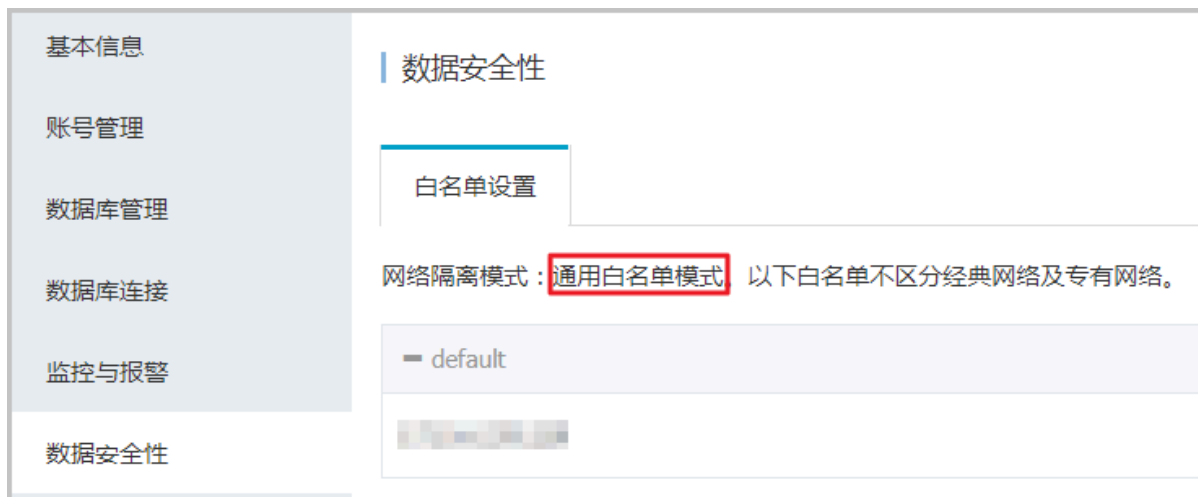 基本信息
账号管理
数据库管理
数据库连接
监控与报警
数据安全性
数据安全性
白名单设置
网络隔离模式：通用白名单模式。以下白名单不区分经典网络及专有网络。
default